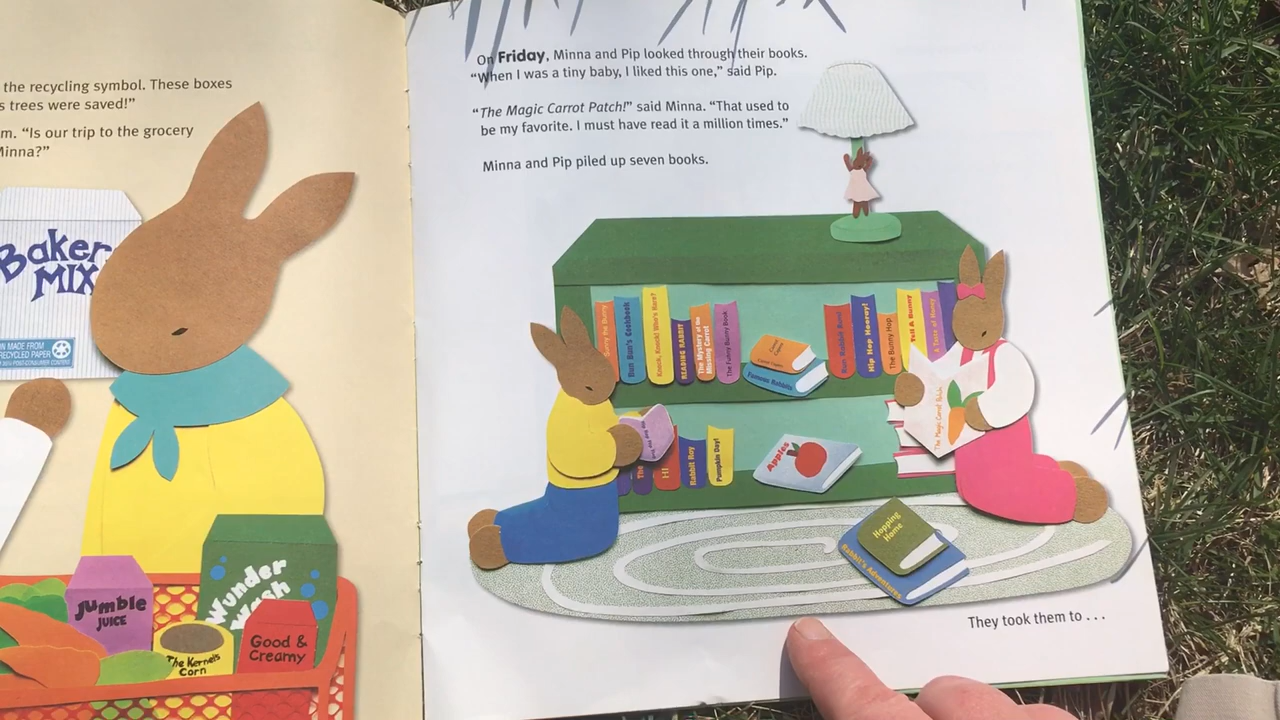 the recycling symbol. These boxes
s trees were saved!”
m. “Is our trip to the grocery
Minna?”
Baker
MIX
N MADE FROM
RECYCLED PAPER
Jumble
JUICE
Wunder
Wash
The Kernel's
Corn
Good &
Creamy
On Friday, Minna and Pip looked through their books.
“When I was a tiny baby, I liked this one,” said Pip.
“The Magic Carrot Patch!” said Minna. “That used to
be my favorite. I must have read it a million times.”
Minna and Pip piled up seven books.
Sunny the Bunny
Bun Bun's Cookbook
Knock, Knock! Who's Here?
READING RABBIT
The Mystery of the
Missing Carrot
The Funny Bunny Book
Famous Rabbits
Run Rabbit Run!
Hip Hop Hooray!
The Bunny Hop
Tell A Bunny
A Taste of Honey
The Magic Carrot Patch!
The
Hi
Rabbit Roy
Pumpkin Day!
Apples
Hopping
Home
Rabbit's Adventures
They took them to . . .